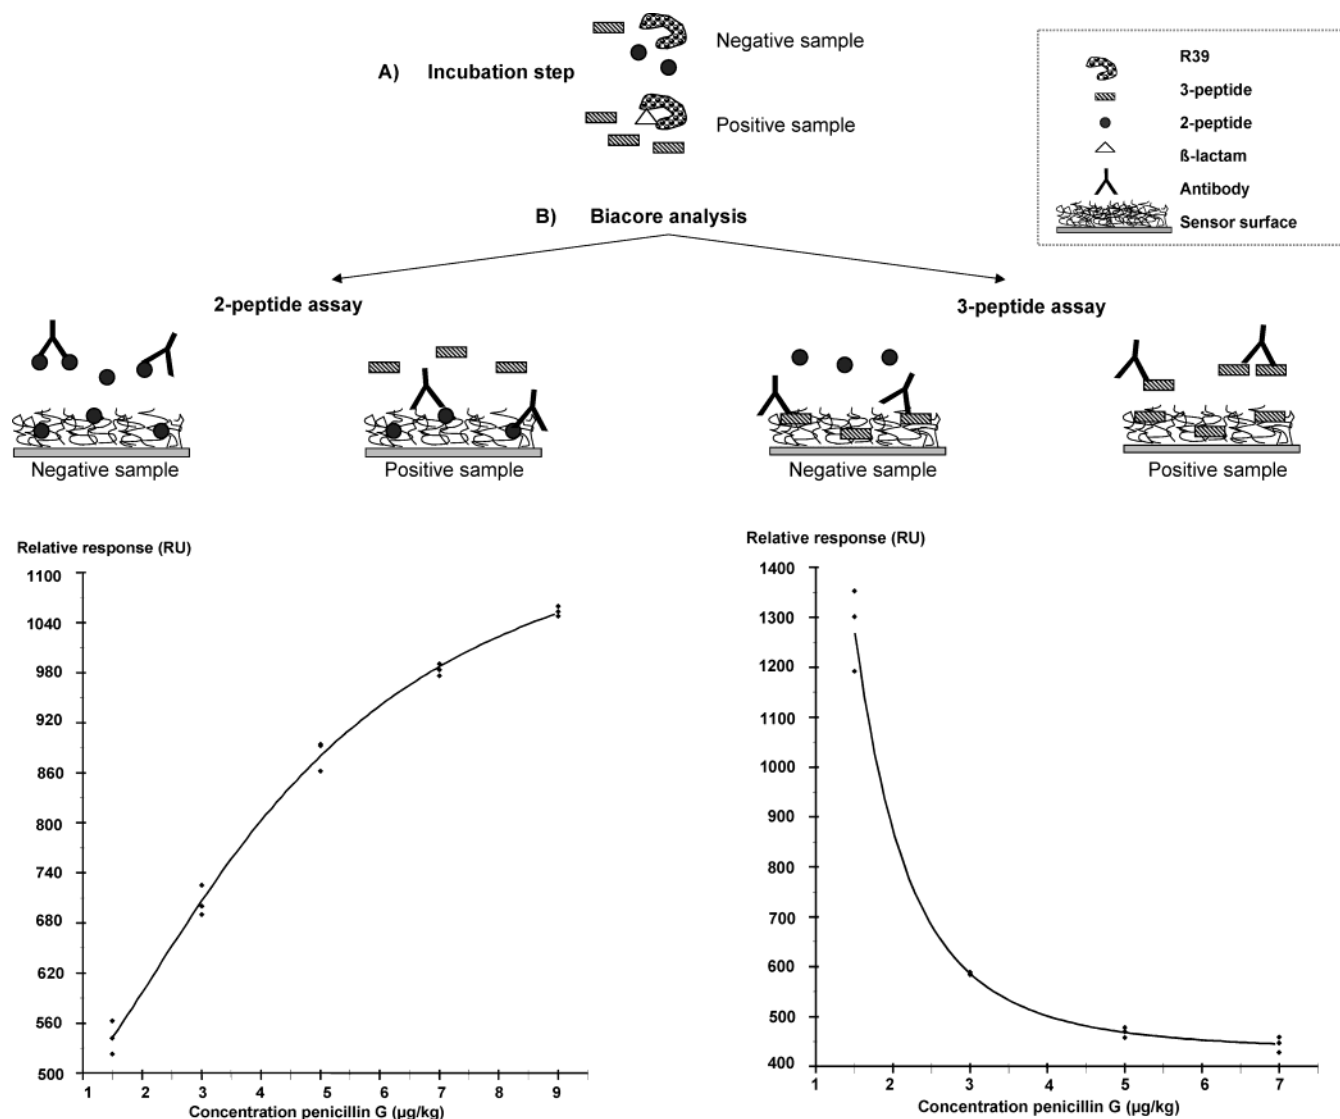 Negative sample
A) Incubation step
Positive sample
R39
3-peptide
2-peptide
ß-lactam
Antibody
Sensor surface
B) Biacore analysis
2-peptide assay
3-peptide assay
Negative sample
Positive sample
Negative sample
Positive sample
Relative response (RU)
1100
1040
980
920
860
800
740
680
620
560
500
1 2 3 4 5 6 7 8 9
Concentration penicillin G (µg/kg)
Relative response (RU)
1400
1300
1200
1100
1000
900
800
700
600
500
400
1 2 3 4 5 6 7
Concentration penicillin G (µg/kg)